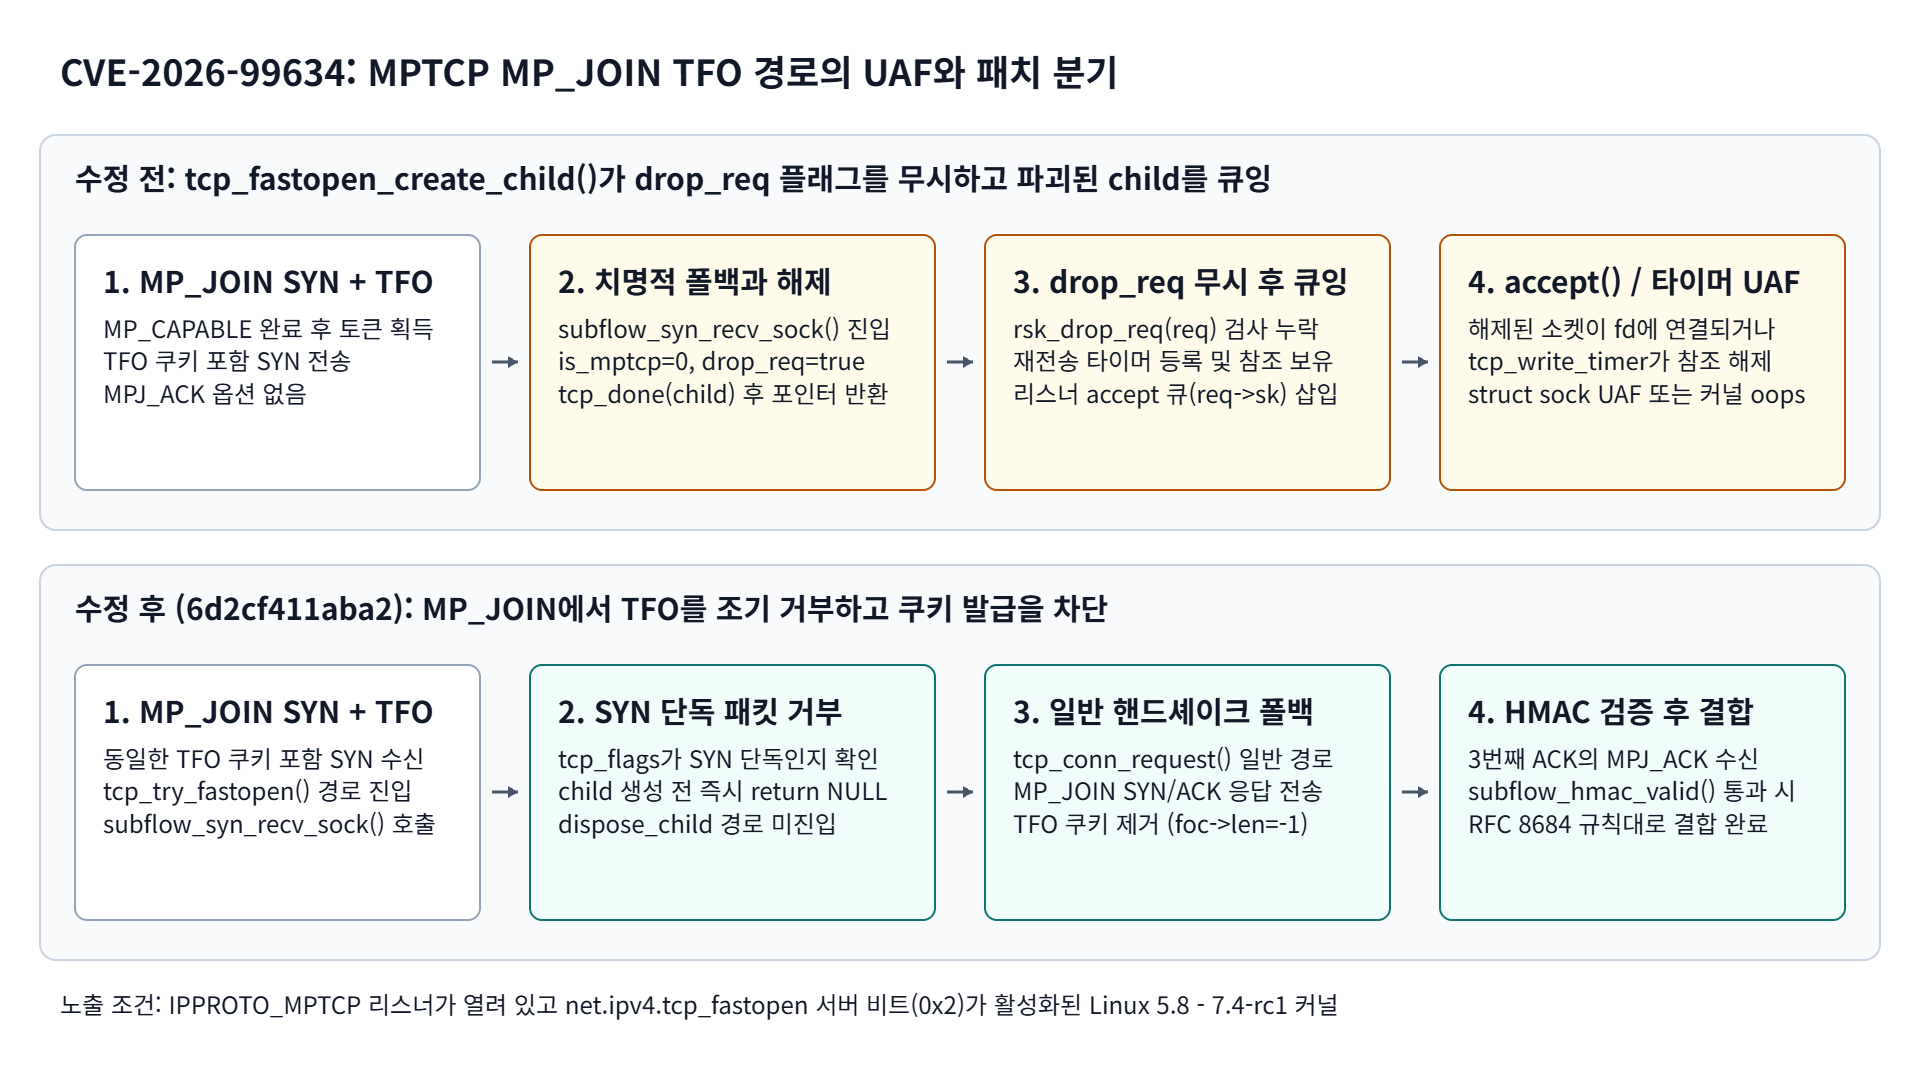 CVE-2026-99634: MPTCP MP_JOIN TFO 경로의 UAF와 패치 분기
수정 전: tcp_fastopen_create_child()가 drop_req 플래그를 무시하고 파괴된 child를 큐잉
1. MP_JOIN SYN + TFO
MP_CAPABLE 완료 후 토큰 획득
TFO 쿠키 포함 SYN 전송
MPJ_ACK 옵션 없음
2. 치명적 폴백과 해제
subflow_syn_recv_sock() 진입
is_mptcp=0, drop_req=true
tcp_done(child) 후 포인터 반환
3. drop_req 무시 후 큐잉
rsk_drop_req(req) 검사 누락
재전송 타이머 등록 및 참조 보유
리스너 accept 큐(req->sk) 삽입
4. accept() / 타이머 UAF
해제된 소켓이 fd에 연결되거나
tcp_write_timer가 참조 해제
struct sock UAF 또는 커널 oops
수정 후 (6d2cf411aba2): MP_JOIN에서 TFO를 조기 거부하고 쿠키 발급을 차단
1. MP_JOIN SYN + TFO
동일한 TFO 쿠키 포함 SYN 수신
tcp_try_fastopen() 경로 진입
subflow_syn_recv_sock() 호출
2. SYN 단독 패킷 거부
tcp_flags가 SYN 단독인지 확인
child 생성 전 즉시 return NULL
dispose_child 경로 미진입
3. 일반 핸드셰이크 폴백
tcp_conn_request() 일반 경로
MP_JOIN SYN/ACK 응답 전송
TFO 쿠키 제거 (foc->len=-1)
4. HMAC 검증 후 결합
3번째 ACK의 MPJ_ACK 수신
subflow_hmac_valid() 통과 시
RFC 8684 규칙대로 결합 완료
노출 조건: IPPROTO_MPTCP 리스너가 열려 있고 net.ipv4.tcp_fastopen 서버 비트(0x2)가 활성화된 Linux 5.8 - 7.4-rc1 커널